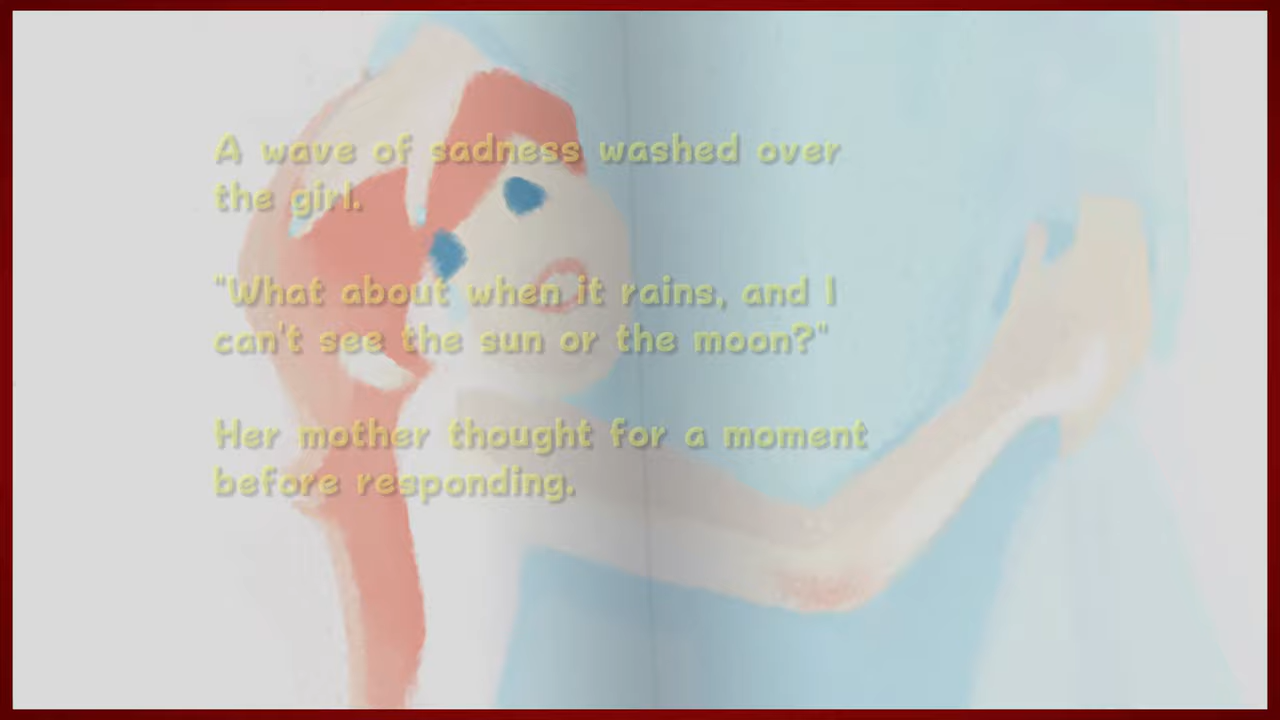 A wave of sadness washed over
the girl.
"What about when it rains, and I
can't see the sun or the moon?"
Her mother thought for a moment
before responding.